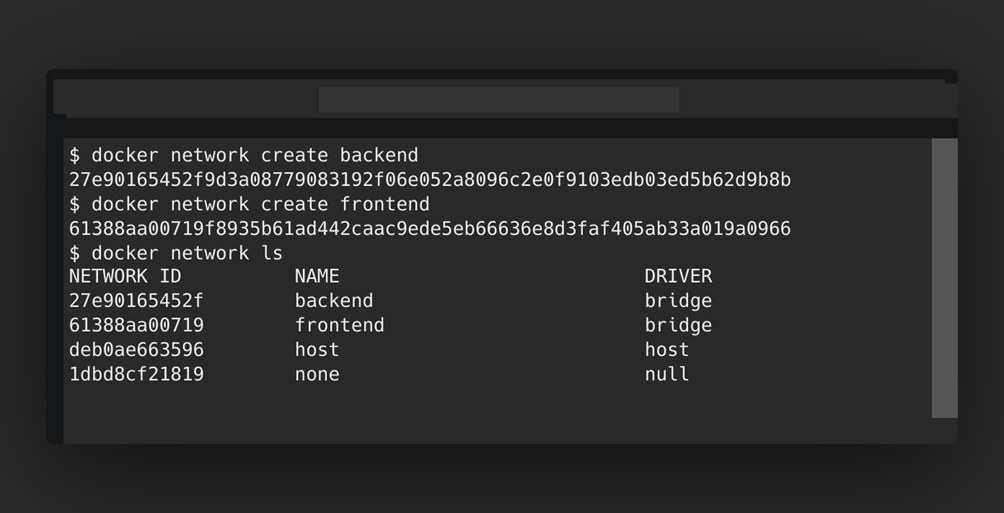 $ docker network create backend
27e90165452f9d3a08779083192f06e052a8096c2e0f9103edb03ed5b62d9b8b
$ docker network create frontend
61388aa00719f8935b61ad442caac9ede5eb66636e8d3faf405ab33a019a0966
$ docker network ls
NETWORK ID NAME DRIVER
27e90165452f backend bridge
61388aa00719 frontend bridge
deb0ae663596 host host
1dbd8cf21819 none null